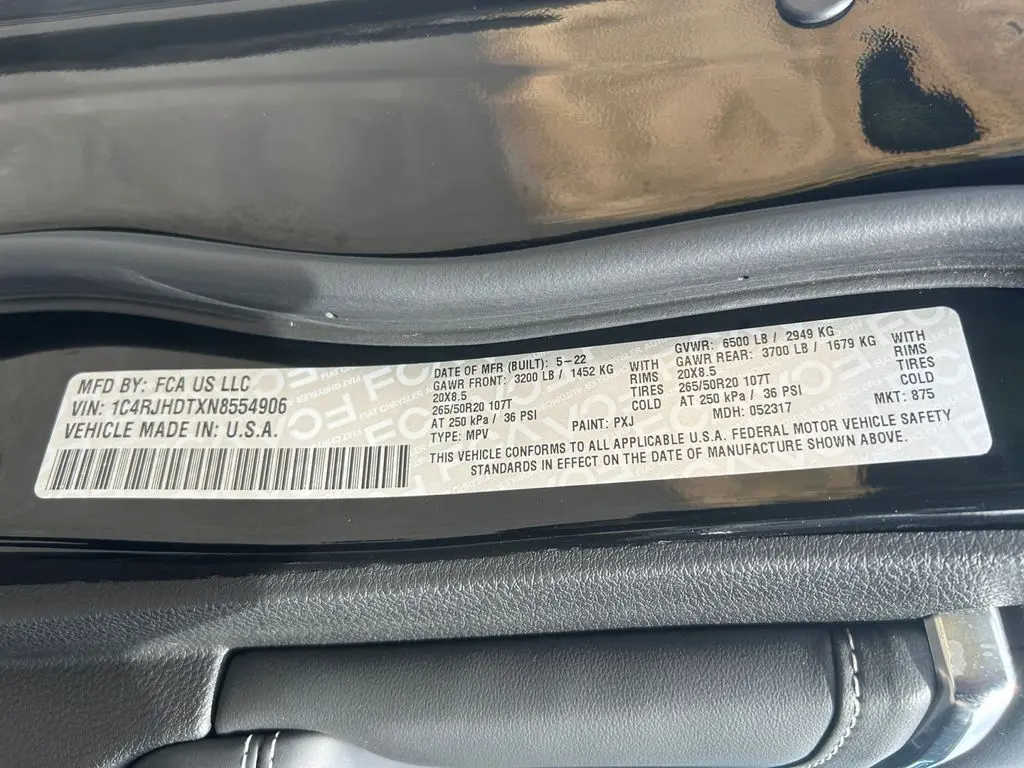 MFD BY: FCA US LLC
VIN: 1C4RJHDTXN8554906
VEHICLE MADE IN: U.S.A.
DATE OF MFR (BUILT): 5-22
GAWR FRONT: 3200 LB / 1452 KG WITH
20X8.5 RIMS
265/50R20 107T TIRES
AT 250 kPa / 36 PSI COLD
TYPE: MPV PAINT: PXJ
GVWR: 6500 LB / 2949 KG
GAWR REAR: 3700 LB / 1679 KG WITH
20X8.5 RIMS
265/50R20 107T TIRES
AT 250 kPa / 36 PSI COLD
MDH: 052317 MKT: 875
THIS VEHICLE CONFORMS TO ALL APPLICABLE U.S.A. FEDERAL MOTOR VEHICLE SAFETY
STANDARDS IN EFFECT ON THE DATE OF MANUFACTURE SHOWN ABOVE.